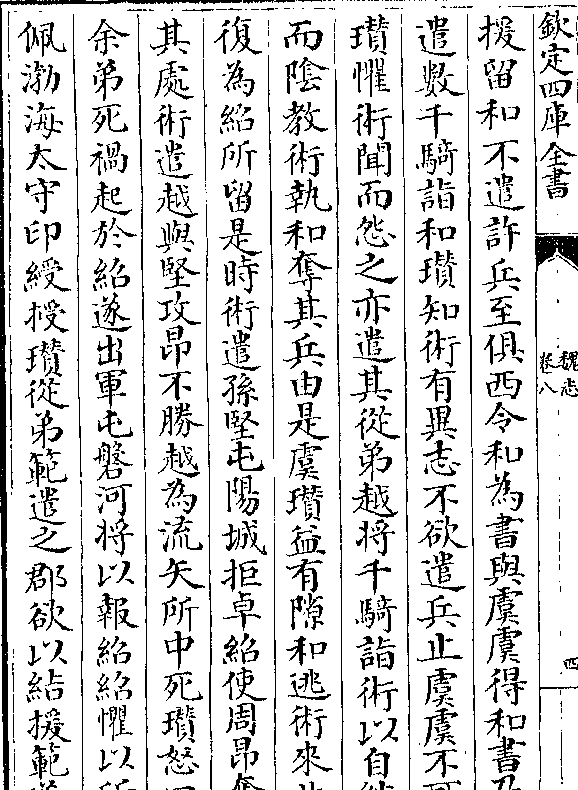 欽定四庫全書
魏志
卷八
四
援留和不遣許兵至俱西令和為書與虞虞得和書乃
遣數千騎詣和瓚知術有異志不欲遣兵止虞虞不可
瓚懼術聞而怨之亦遣其從弟越將千騎詣術以自結
而陰教術執和奪其兵由是虞瓚益有隙和逃術來北
復為紹所留是時術遣孫堅屯陽城拒卓紹使周昂奪
其處術遣越與堅攻昂不勝越為流矢所中死瓚怒曰
余弟死禍起於紹遂出軍屯磐河將以報紹紹懼以所
佩渤海太守印綬授瓚從弟範遣之郡欲以結援範